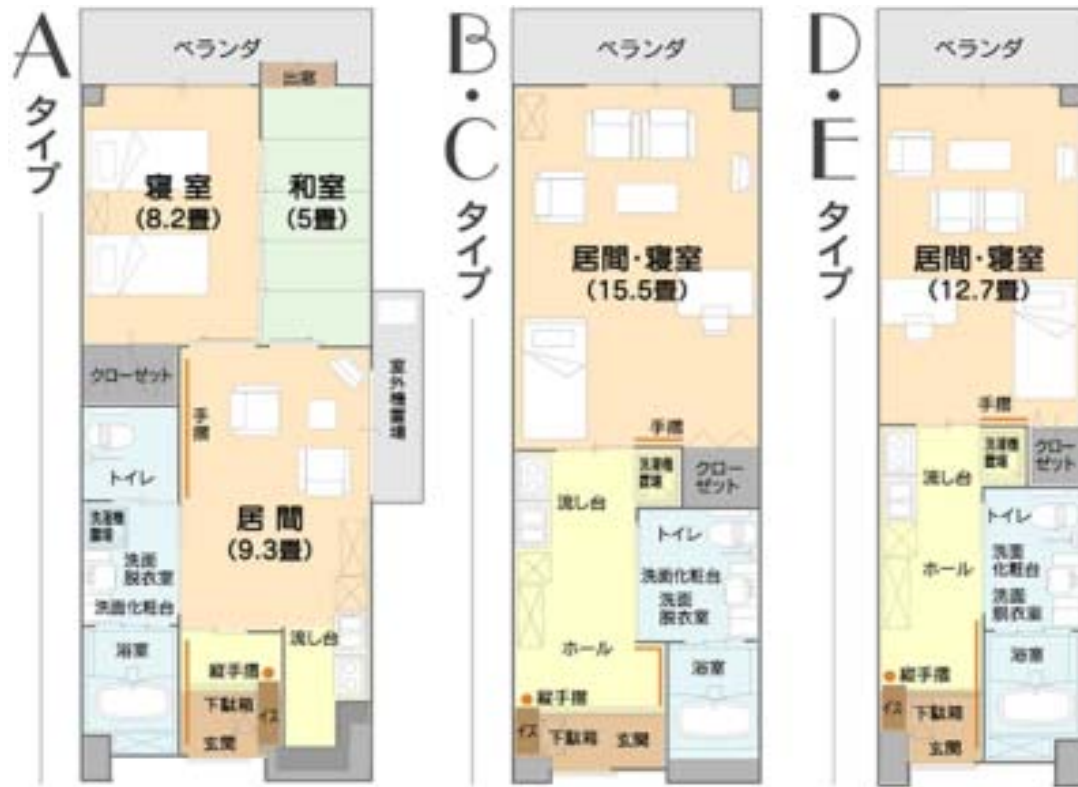 A
タイプ
ベランダ
出窓
寝室
(8.2畳)
和室
(5畳)
クローゼット
手摺
室外機置場
トイレ
居間
(9.3畳)
洗濯機
置場
洗面
脱衣室
洗面化粧台
流し台
浴室
縦手摺
下駄箱
イス
玄関
B・C
タイプ
ベランダ
居間・寝室
(15.5畳)
手摺
洗濯機
置場
クロー
ゼット
流し台
トイレ
洗面化粧台
洗面
脱衣室
ホール
浴室
縦手摺
イス
下駄箱
玄関
D・E
タイプ
ベランダ
居間・寝室
(12.7畳)
手摺
洗濯機
置場
クロー
ゼット
流し台
トイレ
洗面
化粧台
ホール
洗面
脱衣室
浴室
縦手摺
イス
下駄箱
玄関